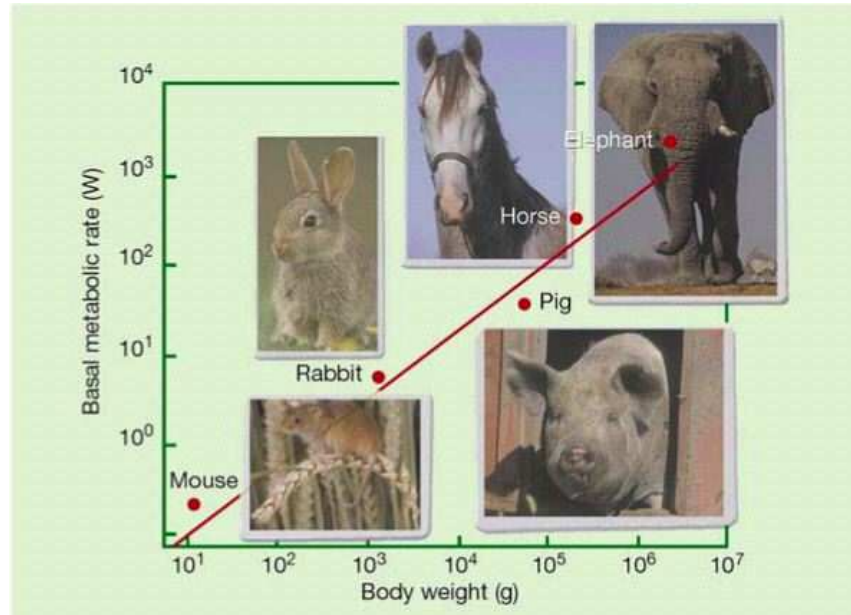 10⁴
10³
10²
10¹
10⁰
Basal metabolic rate (W)
Elephant
Horse
Pig
Rabbit
Mouse
10¹ 10² 10³ 10⁴ 10⁵ 10⁶ 10⁷
Body weight (g)